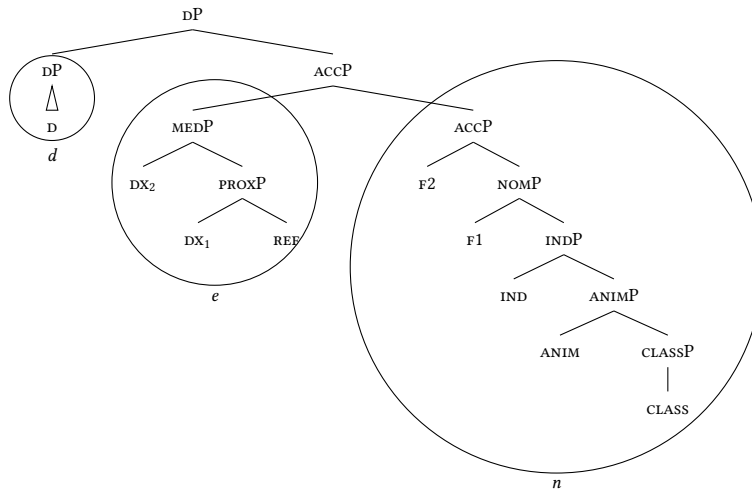 DP
DP ACCP
D MEDP ACCP
d DX₂ PROXP F2 NOMP
DX₁ REF F1 INDP
e IND ANIMP
ANIM CLASSP
CLASS
n